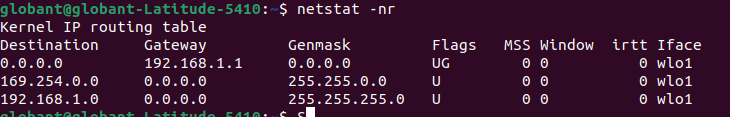 globant@globant-Latitude-5410:~$ netstat -nr
Kernel IP routing table
Destination     Gateway         Genmask         Flags   MSS Window  irtt Iface
0.0.0.0         192.168.1.1     0.0.0.0         UG        0 0          0 wlo1
169.254.0.0     0.0.0.0         255.255.0.0     U         0 0          0 wlo1
192.168.1.0     0.0.0.0         255.255.255.0   U         0 0          0 wlo1
globant@globant-Latitude-5410:~$ S